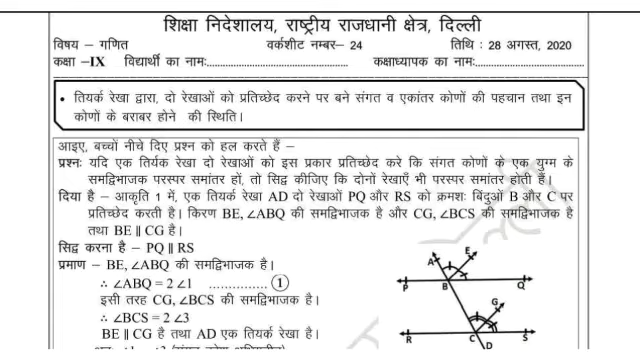 शिक्षा निदेशालय, राष्ट्रीय राजधानी क्षेत्र, दिल्ली
विषय – गणित वर्कशीट नम्बर– 24 तिथि : 28 अगस्त, 2020
कक्षा –IX विद्यार्थी का नामः.................................................... कक्षाध्यापक का नामः........................................
• तिर्यक रेखा द्वारा, दो रेखाओं को प्रतिच्छेद करने पर बने संगत व एकांतर कोणों की पहचान तथा इन
कोणों के बराबर होने की स्थिति।
आइए, बच्चों नीचे दिए प्रश्न को हल करते हैं –
प्रश्नः यदि एक तिर्यक रेखा दो रेखाओं को इस प्रकार प्रतिच्छेद करे कि संगत कोणों के एक युग्म के
समद्विभाजक परस्पर समांतर हों, तो सिद्व कीजिए कि दोनों रेखाएँ भी परस्पर समांतर होती हैं।
दिया है – आकृति 1 में, एक तिर्यक रेखा AD दो रेखाओं PQ और RS को क्रमशः बिंदुओं B और C पर
प्रतिच्छेद करती है। किरण BE, ∠ABQ की समद्विभाजक है और CG, ∠BCS की समद्विभाजक है
तथा BE ∥ CG है।
सिद्व करना है – PQ ∥ RS
प्रमाण – BE, ∠ABQ की समद्विभाजक है।
∴ ∠ABQ = 2 ∠1 ............... ①
इसी तरह CG, ∠BCS की समद्विभाजक है।
∴ ∠BCS = 2 ∠3
BE ∥ CG है तथा AD एक तिर्यक रेखा है।
A E
P B Q
G
R C S
D